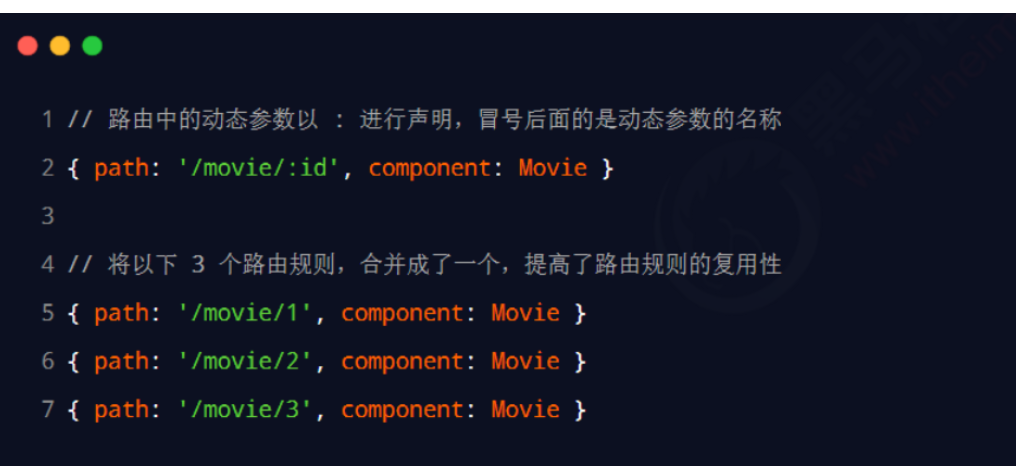 1 // 路由中的动态参数以 : 进行声明，冒号后面的是动态参数的名称
2 { path: '/movie/:id', component: Movie }
3
4 // 将以下 3 个路由规则，合并成了一个，提高了路由规则的复用性
5 { path: '/movie/1', component: Movie }
6 { path: '/movie/2', component: Movie }
7 { path: '/movie/3', component: Movie }